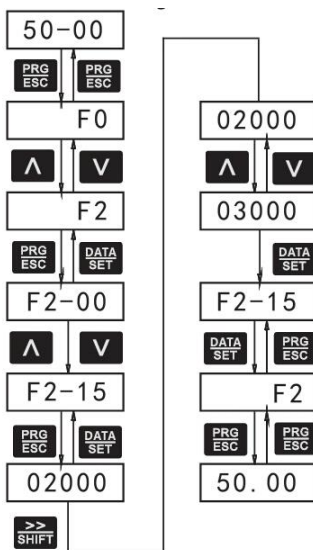 50-00
PRG
ESC
PRG
ESC
F0
∧
∨
F2
PRG
ESC
DATA
SET
F2-00
∧
∨
F2-15
PRG
ESC
DATA
SET
02000
>>
SHIFT
02000
∧
∨
03000
DATA
SET
F2-15
DATA
SET
PRG
ESC
F2
PRG
ESC
PRG
ESC
50.00